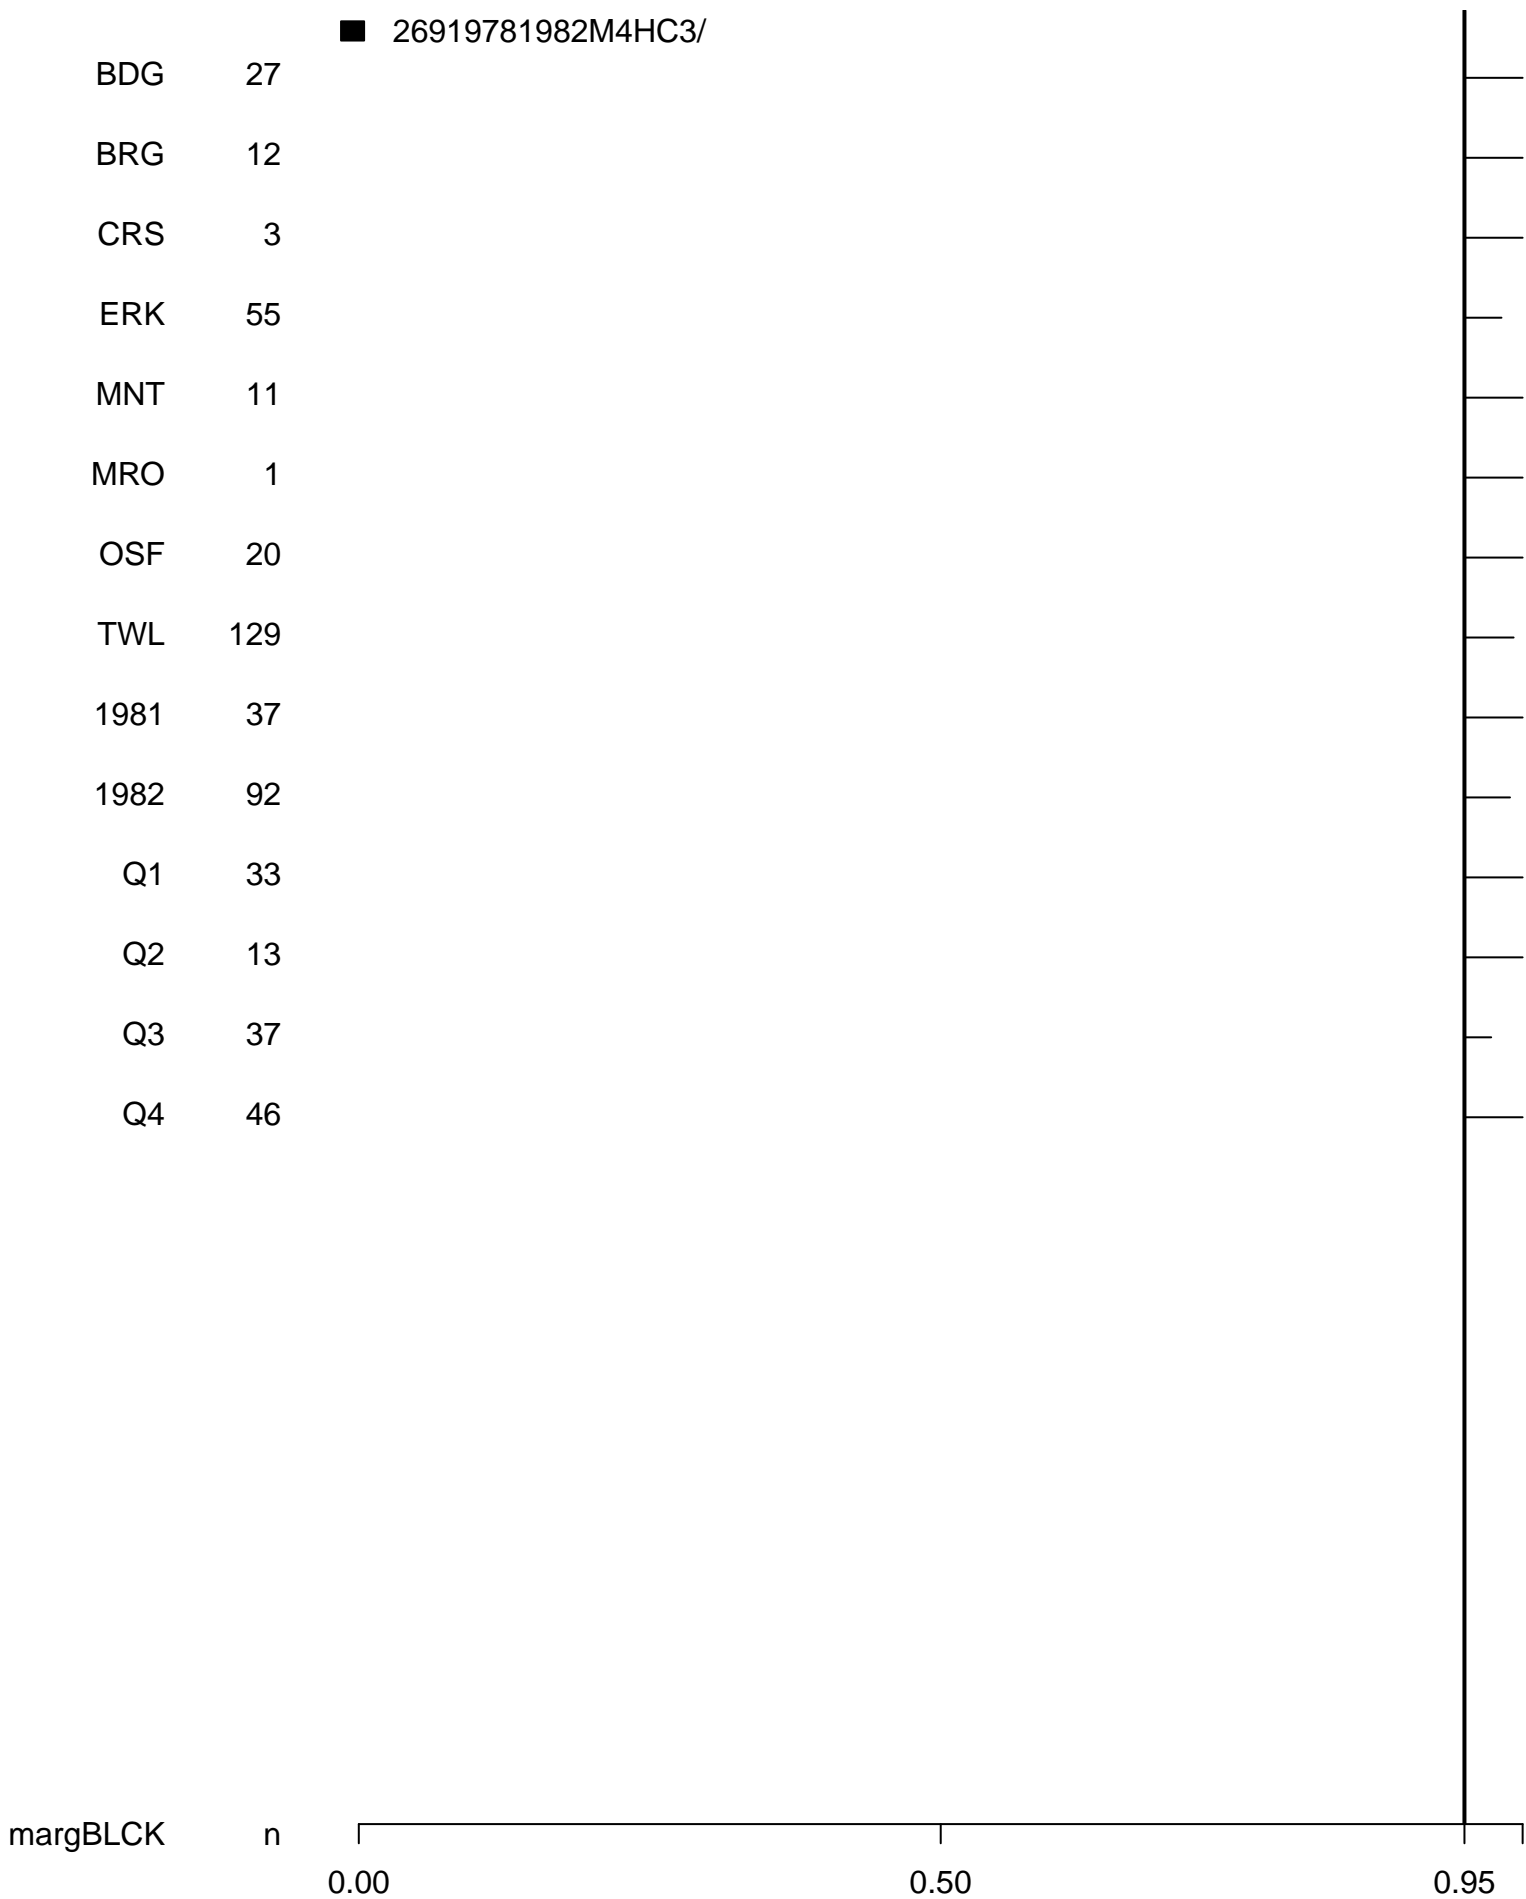 26919781982M4HC3/
BDG 27
BRG 12
CRS 3
ERK 55
MNT 11
MRO 1
OSF 20
TWL 129
1981 37
1982 92
Q1 33
Q2 13
Q3 37
Q4 46
margBLCK n
0.00 0.50 0.95